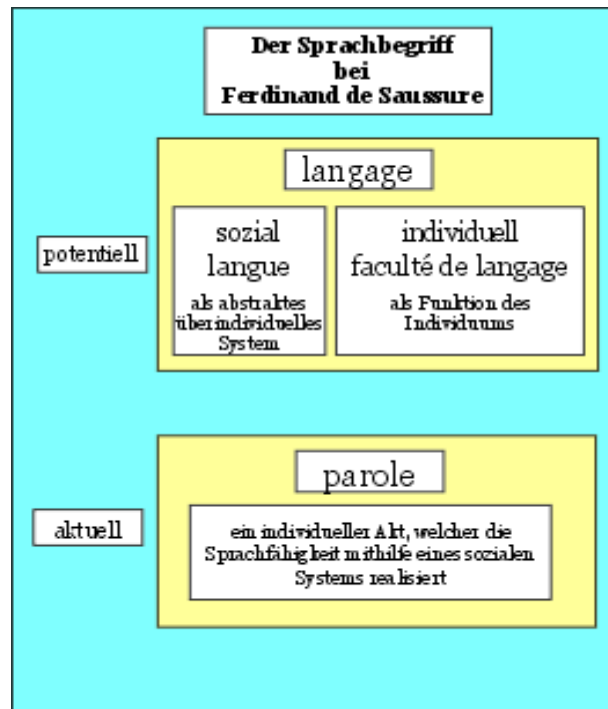 Der Sprachbegriff
bei
Ferdinand de Saussure
langage
potentiell
sozial
langue
als abstraktes
überindividuelles
System
individuell
faculté de langage
als Funktion des
Individuums
parole
aktuell
ein individueller Akt, welcher die
Sprachfähigkeit mithilfe eines sozialen
Systems realisiert